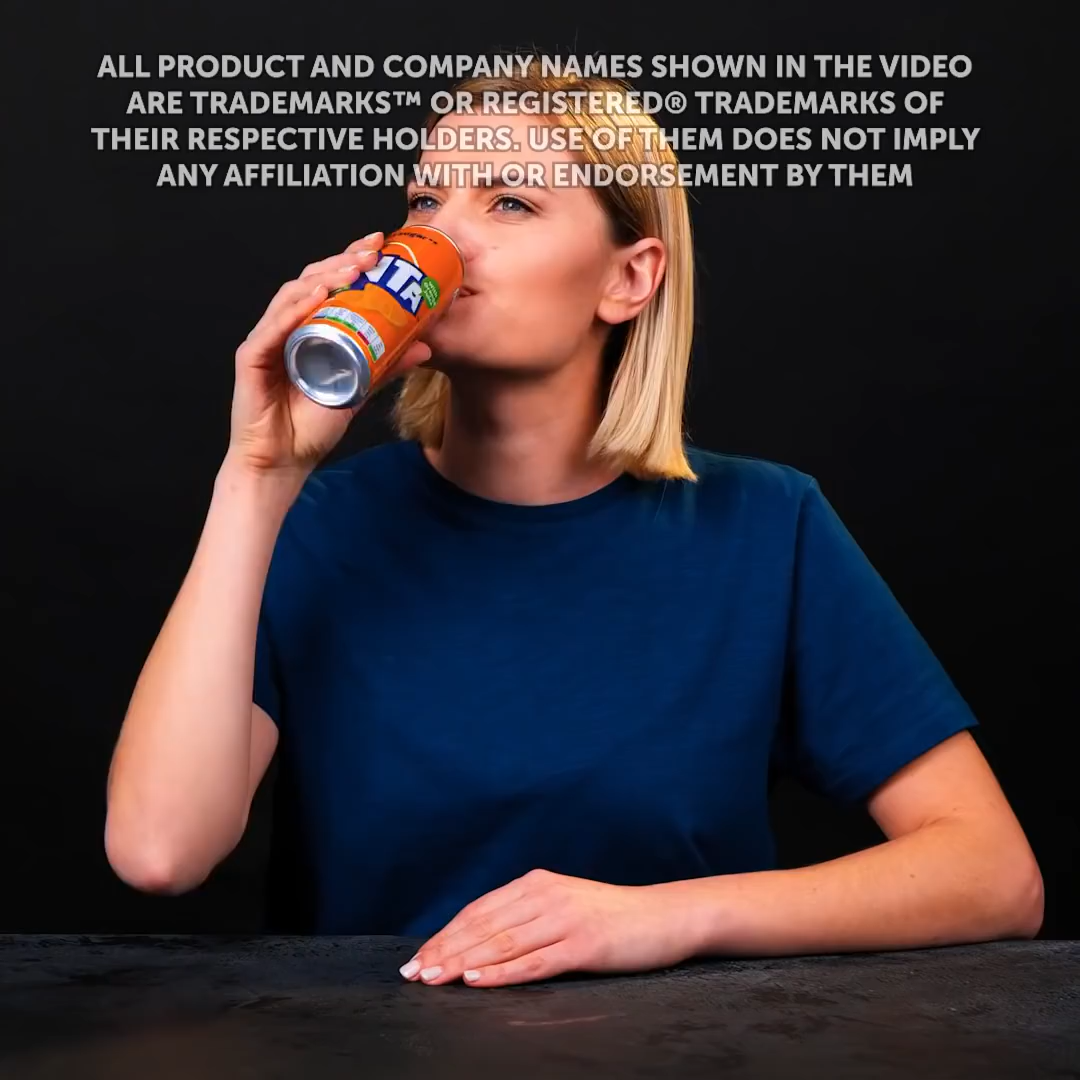 ALL PRODUCT AND COMPANY NAMES SHOWN IN THE VIDEO
ARE TRADEMARKS™ OR REGISTERED® TRADEMARKS OF
THEIR RESPECTIVE HOLDERS. USE OF THEM DOES NOT IMPLY
ANY AFFILIATION WITH OR ENDORSEMENT BY THEM
NTA